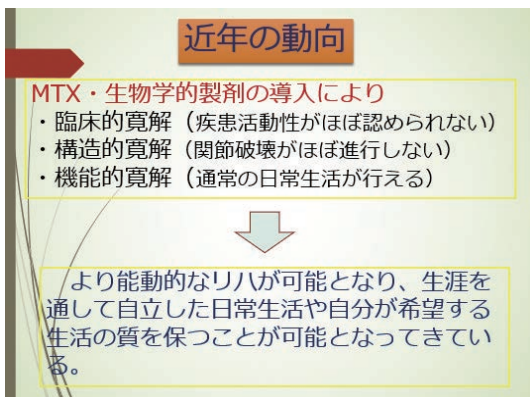 近年の動向
MTX・生物学的製剤の導入により
・臨床的寛解（疾患活動性がほぼ認められない）
・構造的寛解（関節破壊がほぼ進行しない）
・機能的寛解（通常の日常生活が行える）
より能動的なリハが可能となり、生涯を
通して自立した日常生活や自分が希望する
生活の質を保つことが可能となってきてい
る。